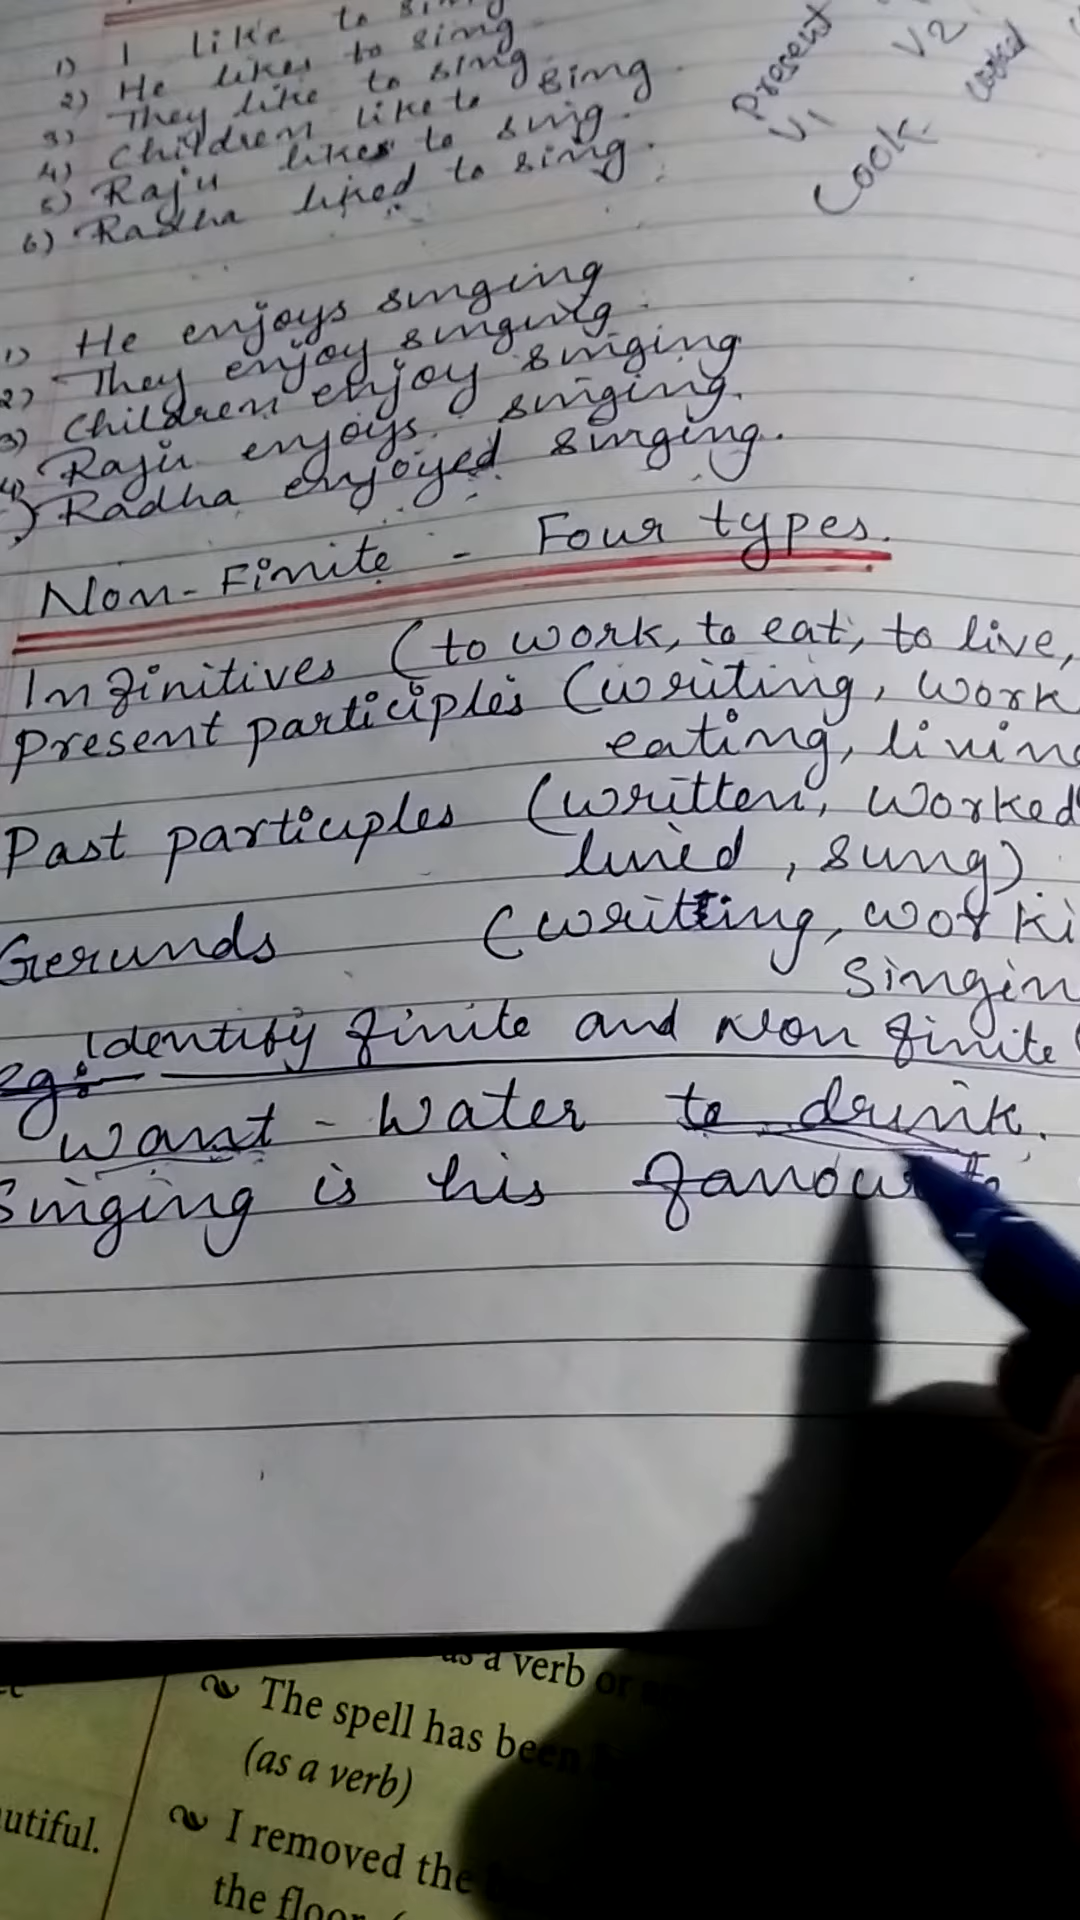 1) I like to sing
2) He likes to sing
3) They like to sing
4) Children like to sing.
5) Raju likes to sing.
6) Radha liked to sing.
Present
V1
V2
Cook
1) He enjoys singing
2) They enjoy singing.
3) Children enjoy singing
4) Raju enjoys singing.
Radha enjoyed singing.
Non-Finite - Four types.
Infinitives (to work, to eat, to live,
Present participles (writing, work
eating, livin
Past participles (written, worked
lived, sung)
Gerunds (writing, worki
Singin
eg: Identify finite and Non finite
want - water to drink.
Singing is his
as a verb or
The spell has been
(as a verb)
utiful.
I removed the
the floor.